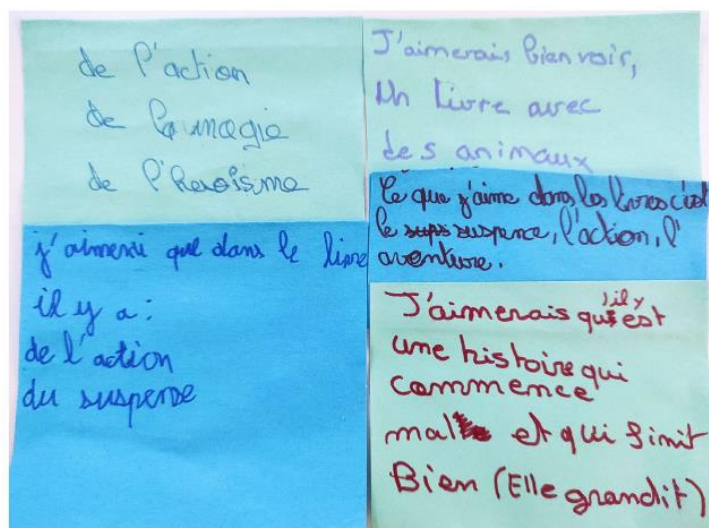 de l'action
de la magie
de l'Heroïsme
J'aimerais bien voir,
Un livre avec
des animaux
Ce que j'aime dans les livres c'est
le suspence, l'action, l'
aventure.
j'aimerai que dans le livre
il y a :
de l'action
du suspense
J'aimerais qu'il y est
une histoire qui
commence
mal et qui finit
Bien (Elle grandit)